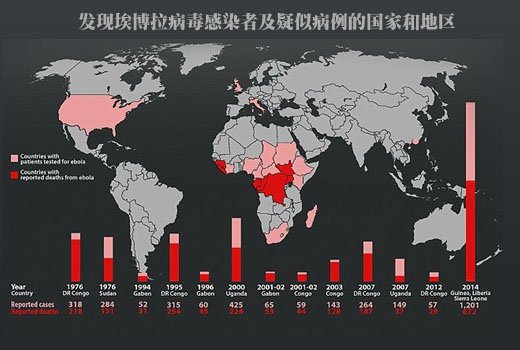 发现埃博拉病毒感染者及疑似病例的国家和地区
Countries with
patients tested for ebola
Countries with
reported deaths from ebola
Year 1976 1976 1994 1995 1996 2000 2001-02 2001-02 2003 2007 2007 2012 2014
Country DR Congo Sudan Gabon DR Congo Gabon Uganda Gabon Congo Congo DR Congo Uganda DR Congo Guinea, Liberia
Sierra Leone
Reported cases 318 284 52 315 60 425 65 59 143 264 149 57 1,201
Reported deaths 218 151 31 254 45 224 53 44 128 187 37 29 672